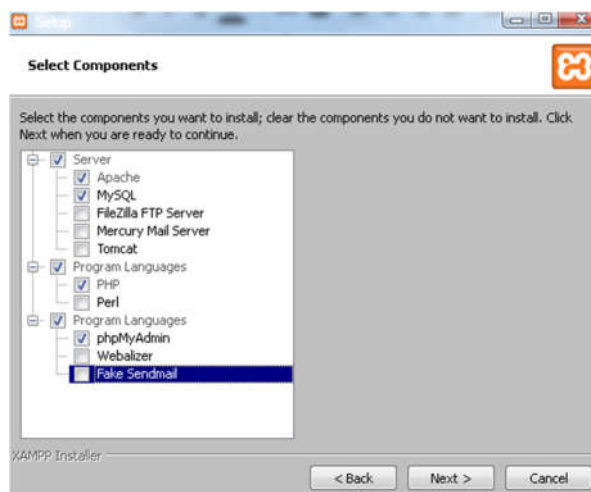 Setup
Select Components
Select the components you want to install; clear the components you do not want to install. Click
Next when you are ready to continue.
Server
Apache
MySQL
FileZilla FTP Server
Mercury Mail Server
Tomcat
Program Languages
PHP
Perl
Program Languages
phpMyAdmin
Webalizer
Fake Sendmail
XAMPP Installer
< Back Next > Cancel